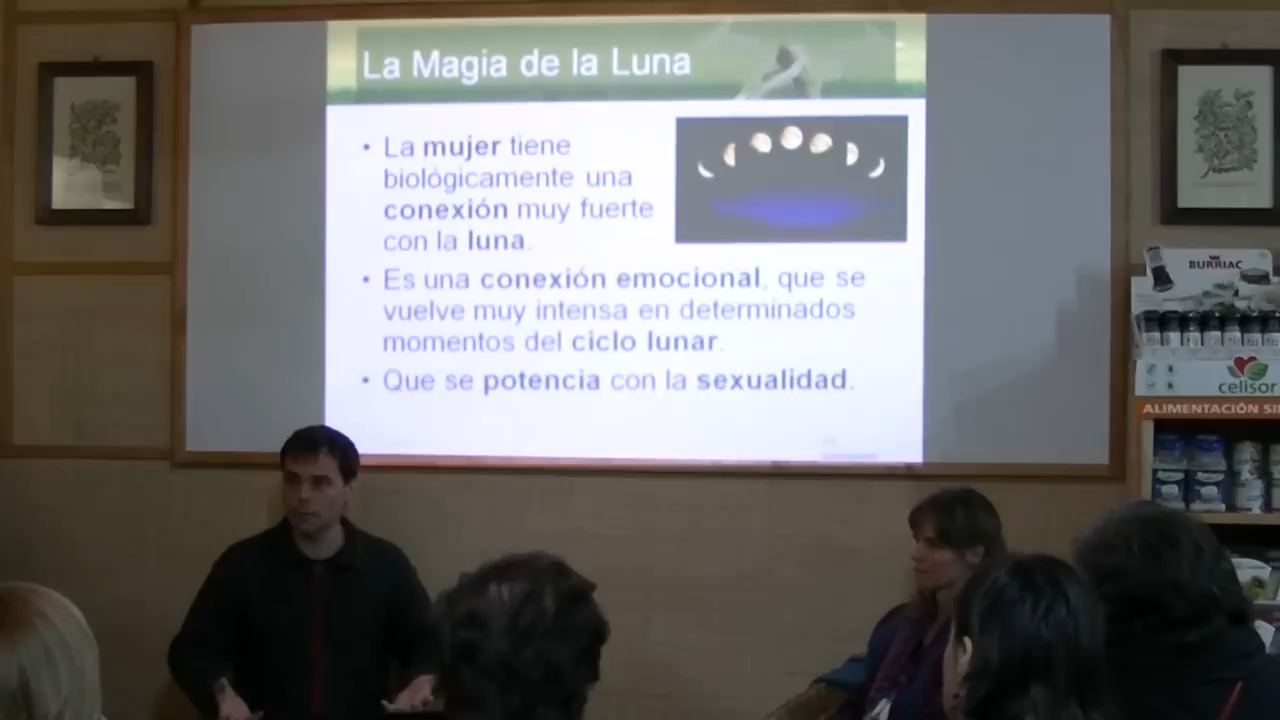 La Magia de la Luna
• La mujer tiene
biológicamente una
conexión muy fuerte
con la luna.
• Es una conexión emocional, que se
vuelve muy intensa en determinados
momentos del ciclo lunar.
• Que se potencia con la sexualidad.
BURRIAC
celisor
ALIMENTACIÓN SI